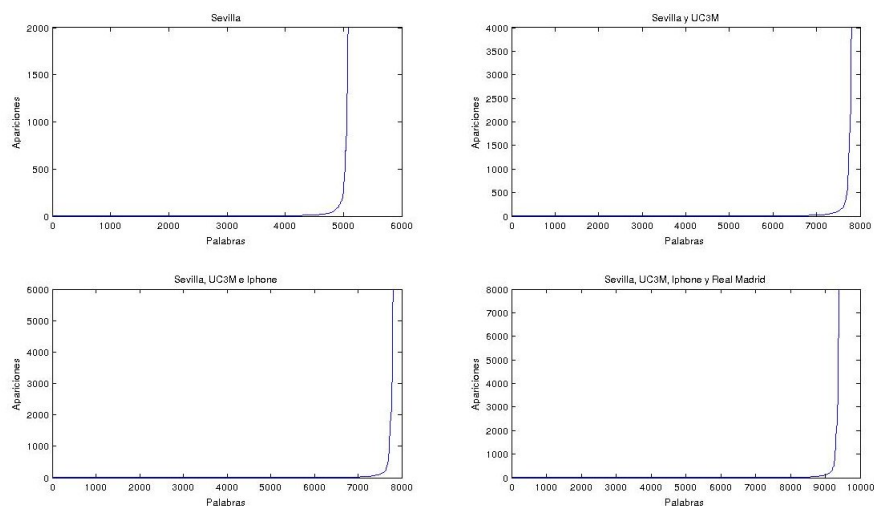 Sevilla
2000
1500
1000
500
0
Apariciones
0 1000 2000 3000 4000 5000 6000
Palabras
Sevilla y UC3M
4000
3500
3000
2500
2000
1500
1000
500
0
Apariciones
0 1000 2000 3000 4000 5000 6000 7000 8000
Palabras
Sevilla, UC3M e Iphone
6000
5000
4000
3000
2000
1000
0
Apariciones
0 1000 2000 3000 4000 5000 6000 7000 8000
Palabras
Sevilla, UC3M, Iphone y Real Madrid
8000
7000
6000
5000
4000
3000
2000
1000
0
Apariciones
0 1000 2000 3000 4000 5000 6000 7000 8000 9000 10000
Palabras